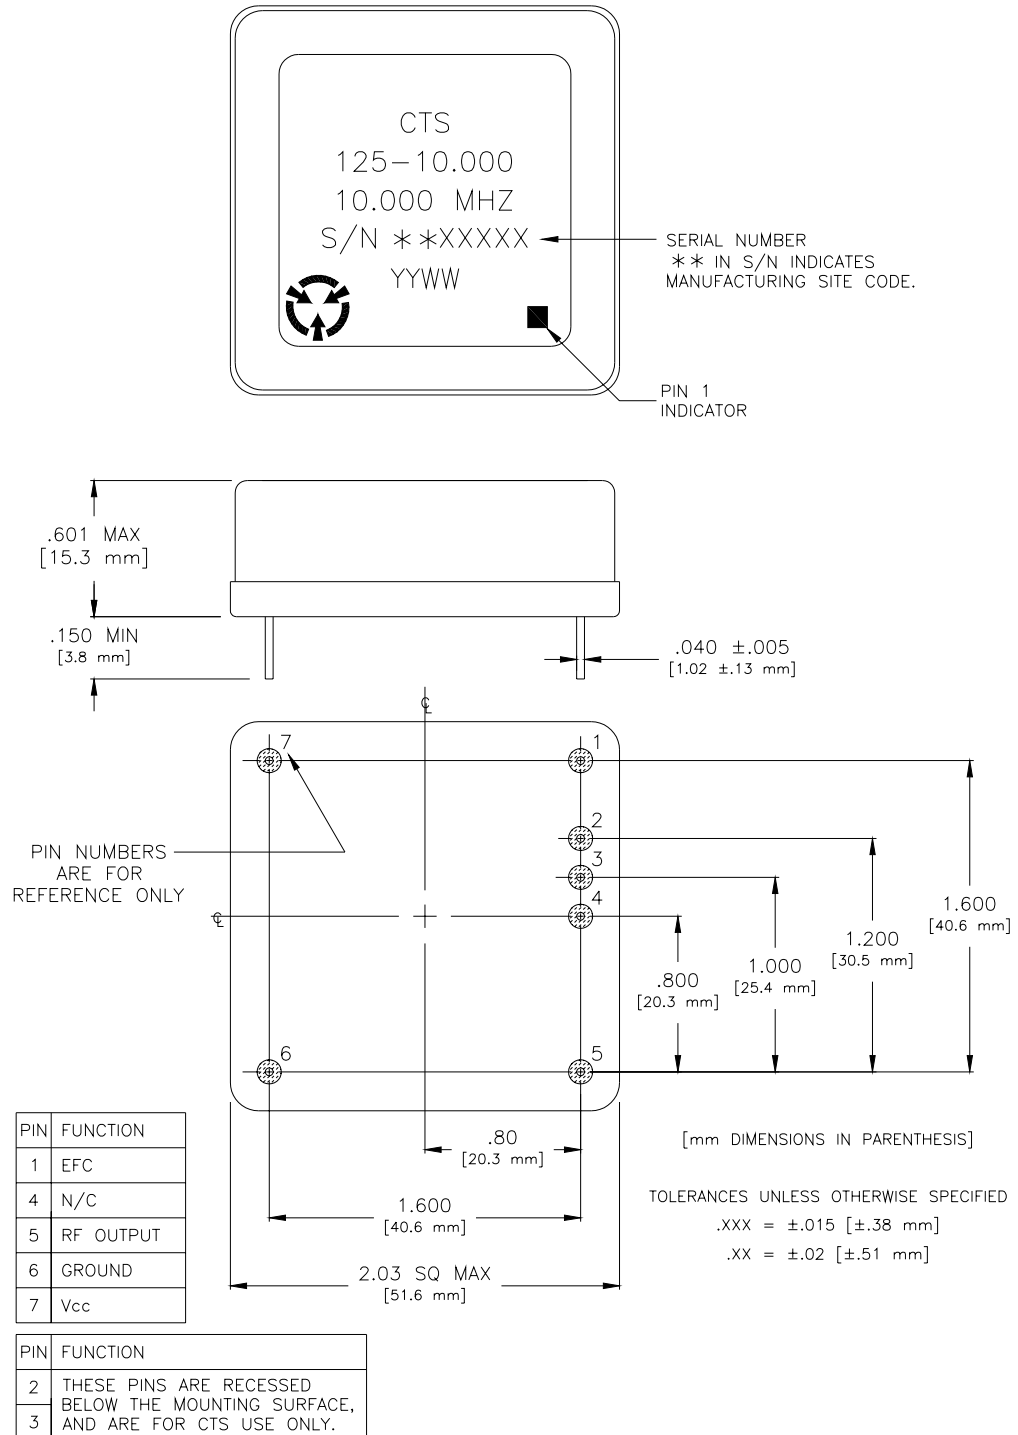 CTS
125-10.000
10.000 MHZ
S/N **XXXXX
YYWW
SERIAL NUMBER
** IN S/N INDICATES
MANUFACTURING SITE CODE.
PIN 1
INDICATOR
.601 MAX
[15.3 mm]
.150 MIN
[3.8 mm]
.040 ±.005
[1.02 ±.13 mm]
℄
7
1
2
3
4
PIN NUMBERS
ARE FOR
REFERENCE ONLY
℄
1.600
[40.6 mm]
1.200
[30.5 mm]
1.000
[25.4 mm]
.800
[20.3 mm]
6
5
.80
[20.3 mm]
1.600
[40.6 mm]
2.03 SQ MAX
[51.6 mm]
[mm DIMENSIONS IN PARENTHESIS]
TOLERANCES UNLESS OTHERWISE SPECIFIED
.XXX = ±.015 [±.38 mm]
.XX = ±.02 [±.51 mm]
PIN FUNCTION
1 EFC
4 N/C
5 RF OUTPUT
6 GROUND
7 Vcc
PIN FUNCTION
2 THESE PINS ARE RECESSED
BELOW THE MOUNTING SURFACE,
3 AND ARE FOR CTS USE ONLY.